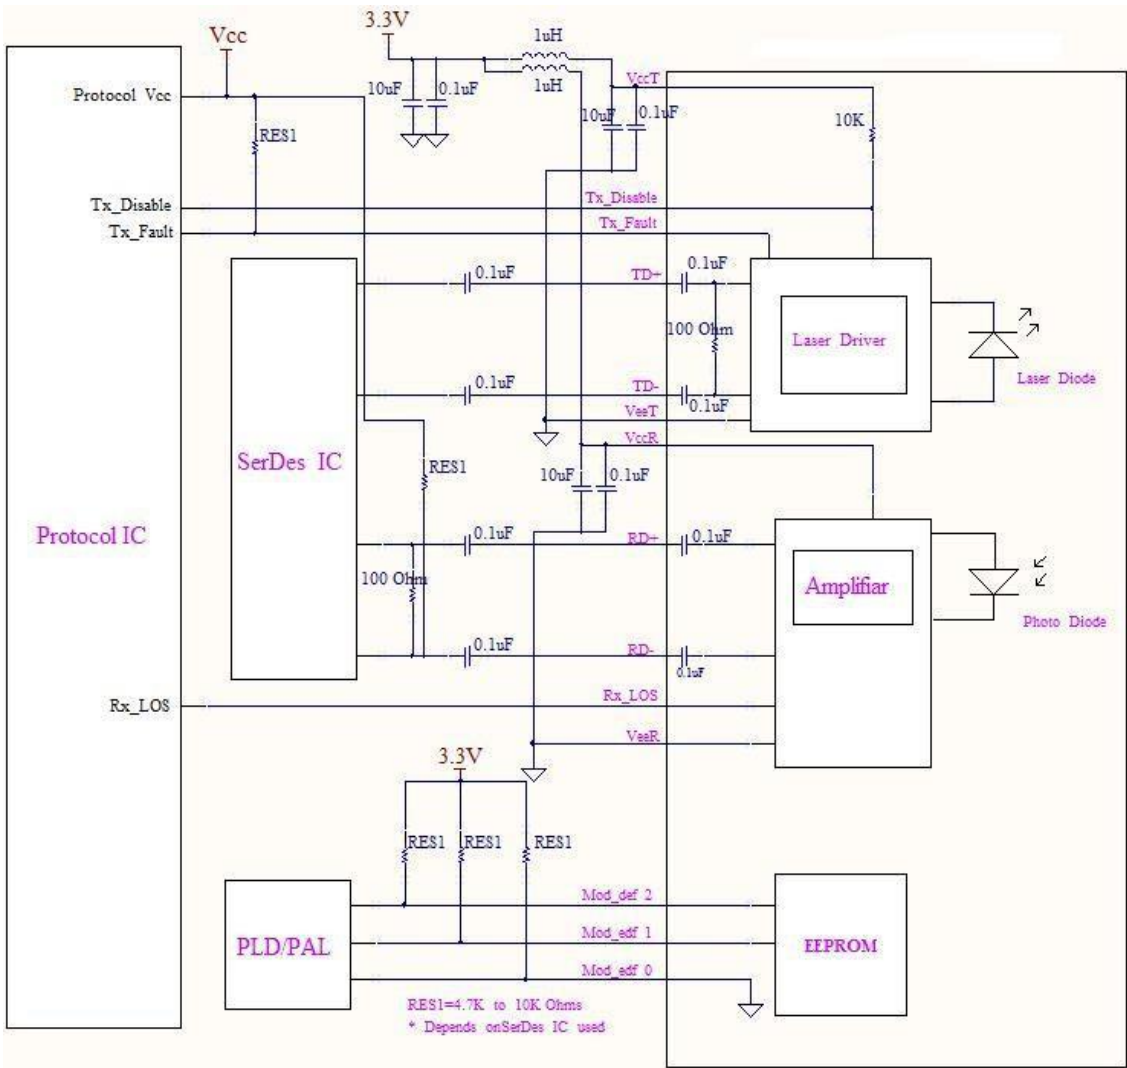 3.3V
Vcc
1uH
1uH
10uF
0.1uF
VccT
Protocol Vcc
10uF
0.1uF
10K
RES1
Tx_Disable
Tx_Disable
Tx_Fault
Tx_Fault
0.1uF
TD+
0.1uF
100 Ohm
Laser Driver
Laser Diode
0.1uF
TD-
0.1uF
VeeT
VccR
SerDes IC
RES1
10uF
0.1uF
Protocol IC
0.1uF
RD+
0.1uF
100 Ohm
Amplifiar
Photo Diode
0.1uF
RD-
0.1uF
Rx_LOS
Rx_LOS
VeeR
3.3V
RES1
RES1
RES1
Mod_def 2
PLD/PAL
Mod_edf 1
EEPROM
Mod_edf 0
RES1=4.7K to 10K Ohms
* Depends onSerDes IC used